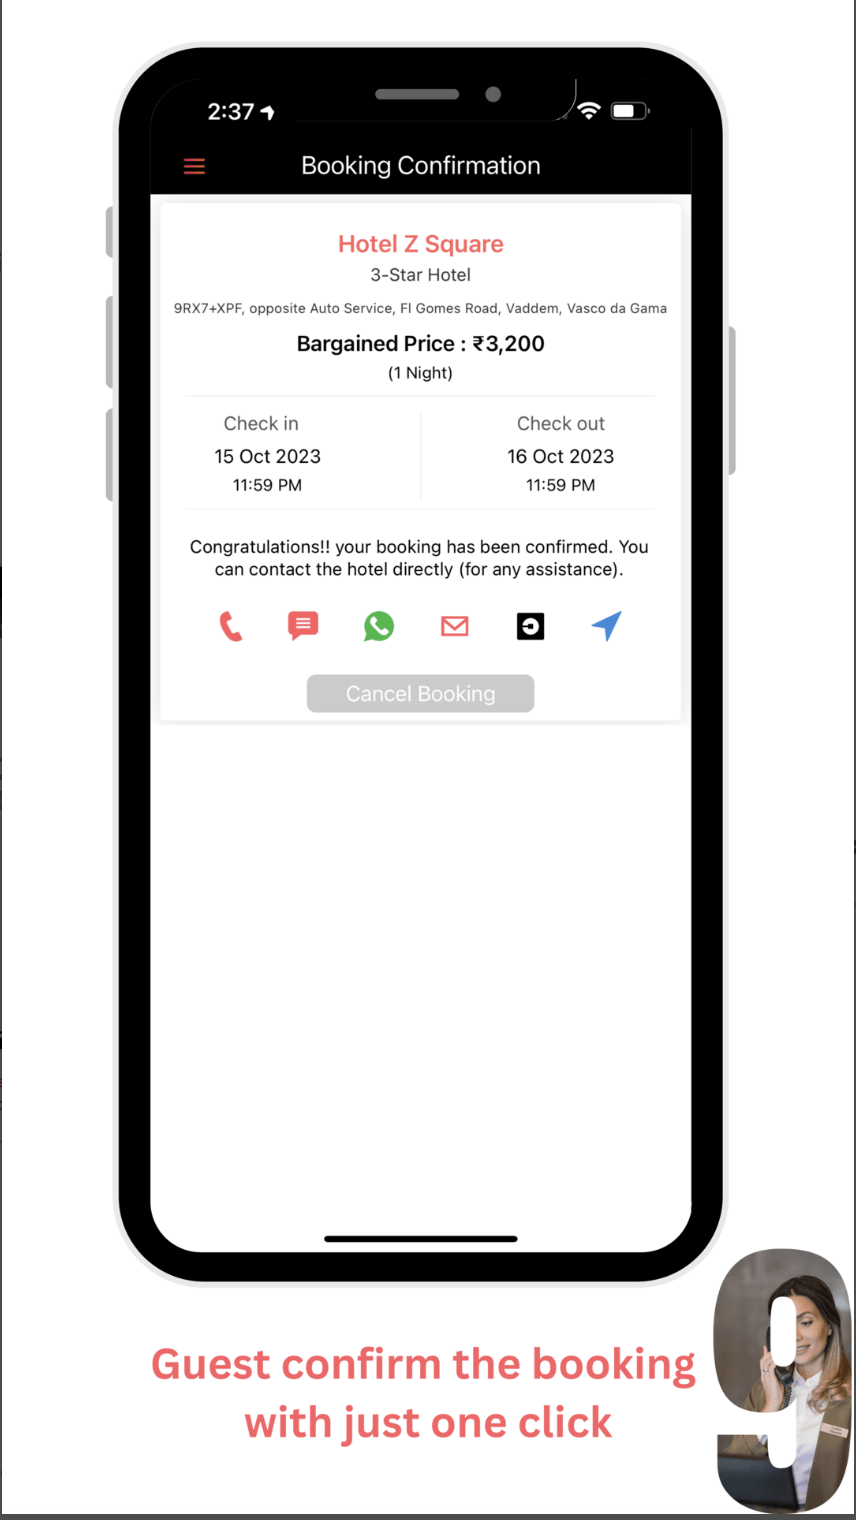 2:37
Booking Confirmation
Hotel Z Square
3-Star Hotel
9RX7+XPF, opposite Auto Service, Fl Gomes Road, Vaddem, Vasco da Gama
Bargained Price : ₹3,200
(1 Night)
Check in
Check out
15 Oct 2023
16 Oct 2023
11:59 PM
11:59 PM
Congratulations!! your booking has been confirmed. You
can contact the hotel directly (for any assistance).
Cancel Booking
Guest confirm the booking
with just one click
9